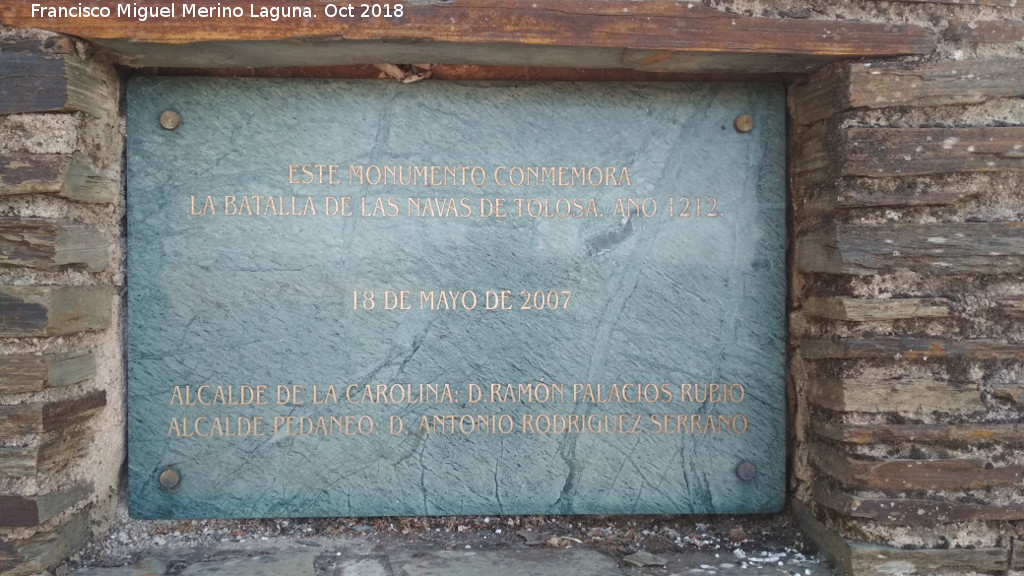 Francisco Miguel Merino Laguna. Oct 2018
ESTE MONUMENTO CONMEMORA
LA BATALLA DE LAS NAVAS DE TOLOSA. AÑO 1212.
18 DE MAYO DE 2007
ALCALDE DE LA CAROLINA: D. RAMÓN PALACIOS RUBIO
ALCALDE PEDANEO: D. ANTONIO RODRIGUEZ SERRANO